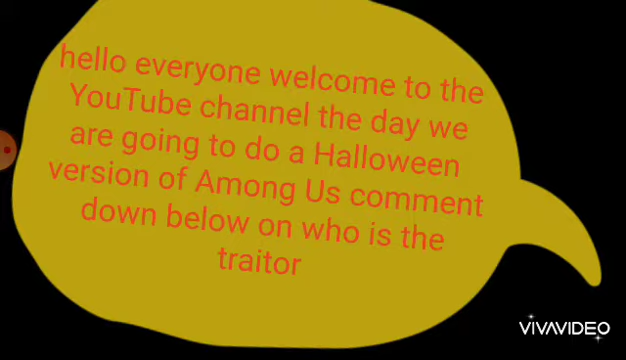 hello everyone welcome to the
YouTube channel the day we
are going to do a Halloween
version of Among Us comment
down below on who is the
traitor
VIVAVIDEO